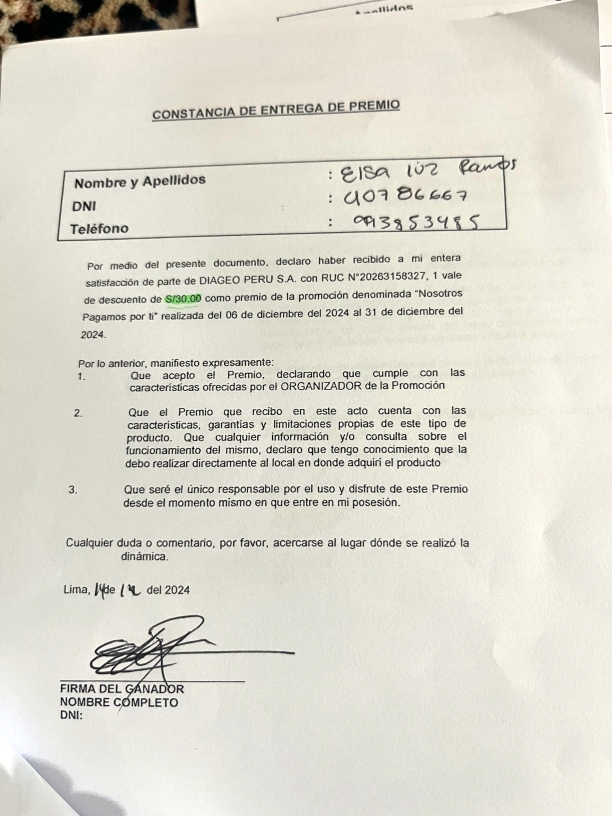 Apellidos
CONSTANCIA DE ENTREGA DE PREMIO
Nombre y Apellidos : Elsa luz Ramos
DNI : 40786667
Teléfono : 993853485
Por medio del presente documento, declaro haber recibido a mi entera
satisfacción de parte de DIAGEO PERU S.A. con RUC N°20263158327, 1 vale
de descuento de S/30.00 como premio de la promoción denominada "Nosotros
Pagamos por ti" realizada del 06 de diciembre del 2024 al 31 de diciembre del
2024.
Por lo anterior, manifiesto expresamente:
1. Que acepto el Premio, declarando que cumple con las
características ofrecidas por el ORGANIZADOR de la Promoción
2. Que el Premio que recibo en este acto cuenta con las
características, garantías y limitaciones propias de este tipo de
producto. Que cualquier información y/o consulta sobre el
funcionamiento del mismo, declaro que tengo conocimiento que la
debo realizar directamente al local en donde adquirí el producto
3. Que seré el único responsable por el uso y disfrute de este Premio
desde el momento mismo en que entre en mi posesión.
Cualquier duda o comentario, por favor, acercarse al lugar dónde se realizó la
dinámica.
Lima, 14 de 12 del 2024
FIRMA DEL GANADOR
NOMBRE COMPLETO
DNI: